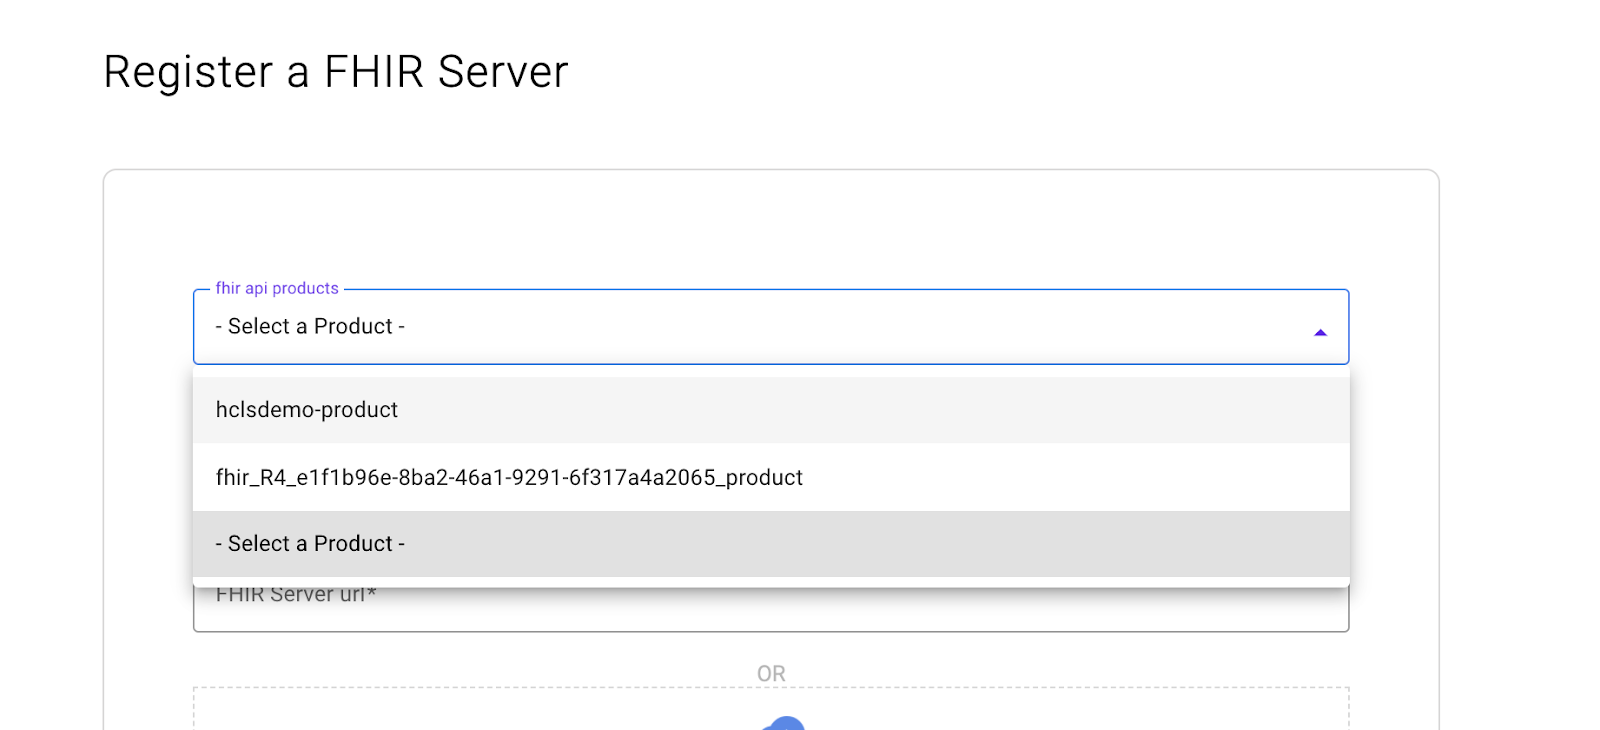 Register a FHIR Server
fhir api products
- Select a Product -
hclsdemo-product
fhir_R4_e1f1b96e-8ba2-46a1-9291-6f317a4a2065_product
- Select a Product -
FHIR Server url*
OR